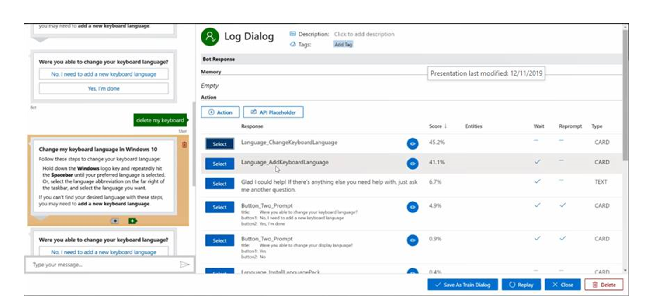 you may need to add a new keyboard language
Were you able to change your keyboard language?
No, I need to add a new keyboard language
Yes, I'm done
Bot
delete my keyboard
User
Change my keyboard language in Windows 10
Follow these steps to change your keyboard language:
Hold down the Windows logo key and repeatedly hit
the Spacebar until your preferred language is selected.
Or, select the language abbreviation on the far right of
the taskbar, and select the language you want.
If you can't find your desired language with these steps,
you may need to add a new keyboard language
Were you able to change your keyboard language?
No, I need to add a new keyboard language
Type your message...
Log Dialog
Description: Click to add description
Tags: Add Tag
Bot Response
Memory
Presentation last modified: 12/11/2019
Empty
Action
Action
API Placeholder
Response Score ↓ Entities Wait Reprompt Type
Select Language_ChangeKeyboardLanguage 45.2% CARD
Select Language_AddKeyboardLanguage 41.1% CARD
Select Glad I could help! If there's anything else you need help with, just ask 6.7% TEXT
me another question.
Select Button_Two_Prompt 4.9% CARD
title: Were you able to change your keyboard language?
button1: No, I need to add a new keyboard language
button2: Yes, I'm done
Select Button_Two_Prompt 0.9% CARD
title: Were you able to change your display language?
button1: Yes
button2: No
Select Language_InstallLanguagePack 0.4% CARD
Save As Train Dialog
Replay
Close
Delete